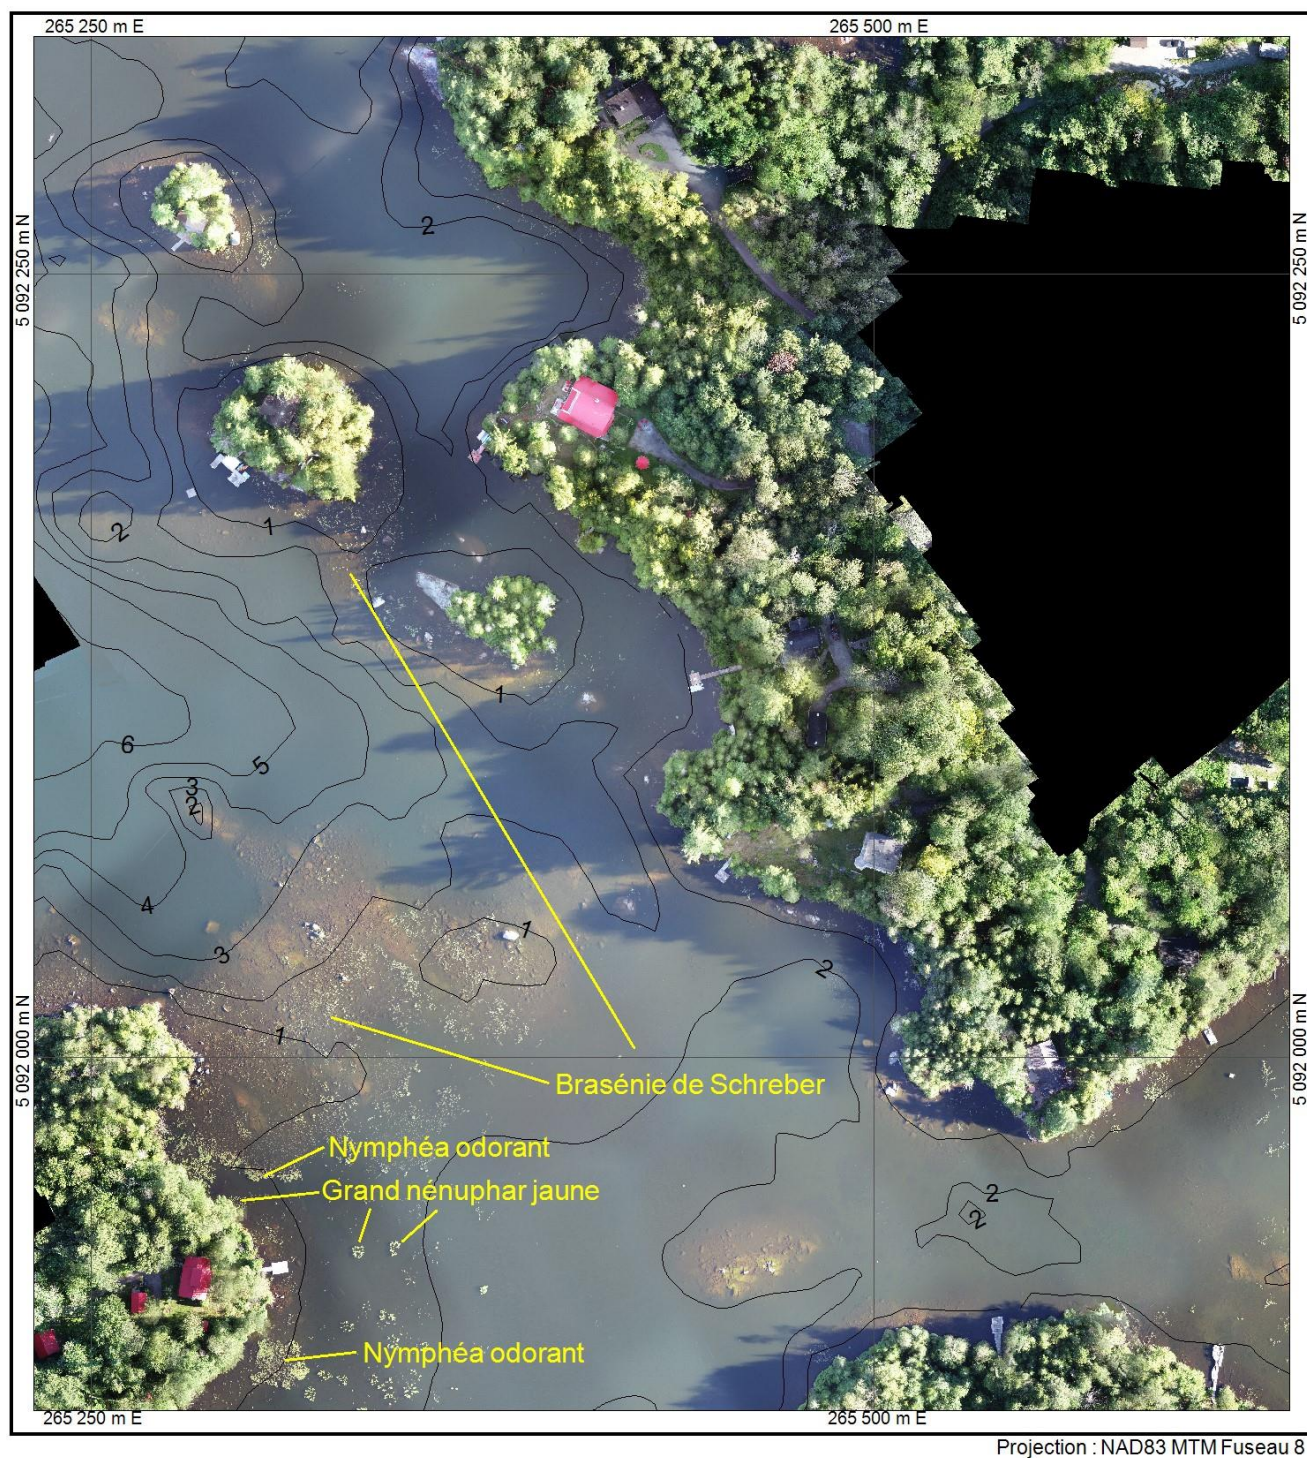 265 250 m E
265 500 m E
5 092 250 m N
5 092 250 m N
2
2
1
1
6
5
3
2
4
3
1
2
1
5 092 000 m N
5 092 000 m N
Brasénie de Schreber
Nymphéa odorant
Grand nénuphar jaune
2
2
Nymphéa odorant
265 250 m E
265 500 m E
Projection : NAD83 MTM Fuseau 8